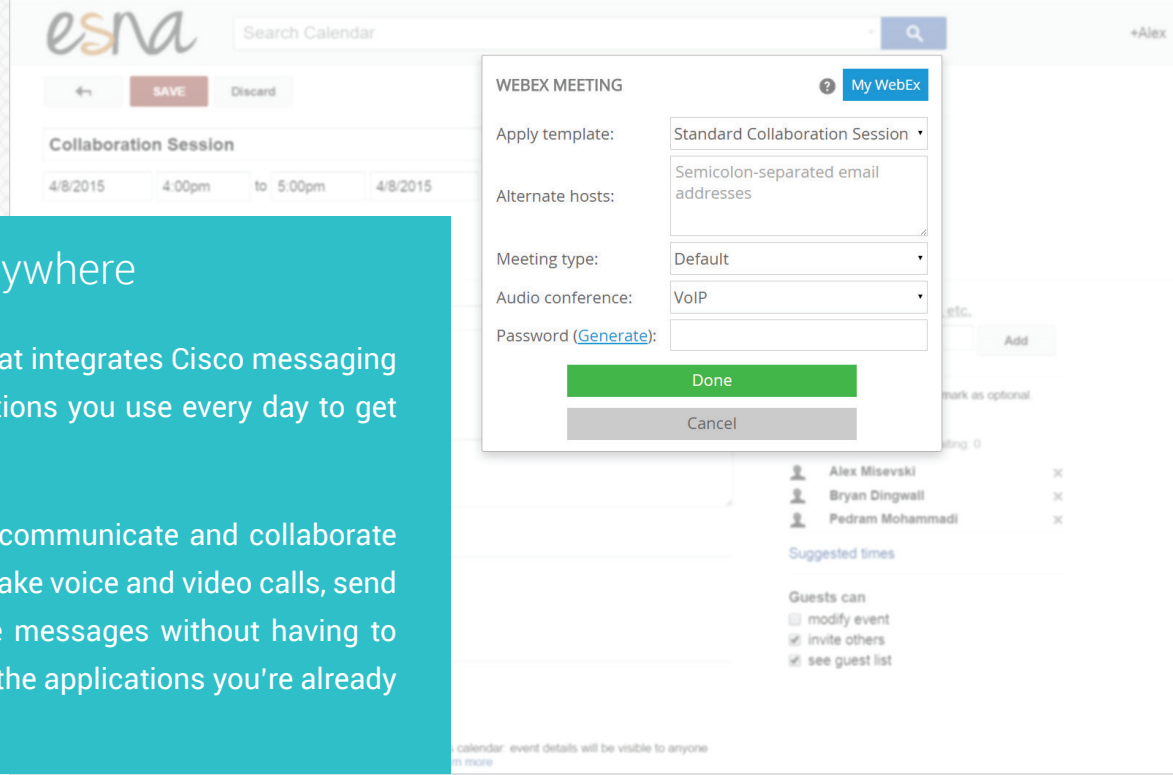 esna
Search Calendar
+Alex
SAVE Discard
Collaboration Session
4/8/2015 4:00pm to 5:00pm 4/8/2015
WEBEX MEETING ? My WebEx
Apply template: Standard Collaboration Session
Alternate hosts: Semicolon-separated email
addresses
Meeting type: Default
Audio conference: VoIP
Password (Generate):
Done
Cancel
ywhere
at integrates Cisco messaging
tions you use every day to get
communicate and collaborate
ake voice and video calls, send
e messages without having to
the applications you're already
etc.
Add
mark as optional.
ating: 0
Alex Misevski
Bryan Dingwall
Pedram Mohammadi
Suggested times
Guests can
modify event
invite others
see guest list
calendar: event details will be visible to anyone
rn more